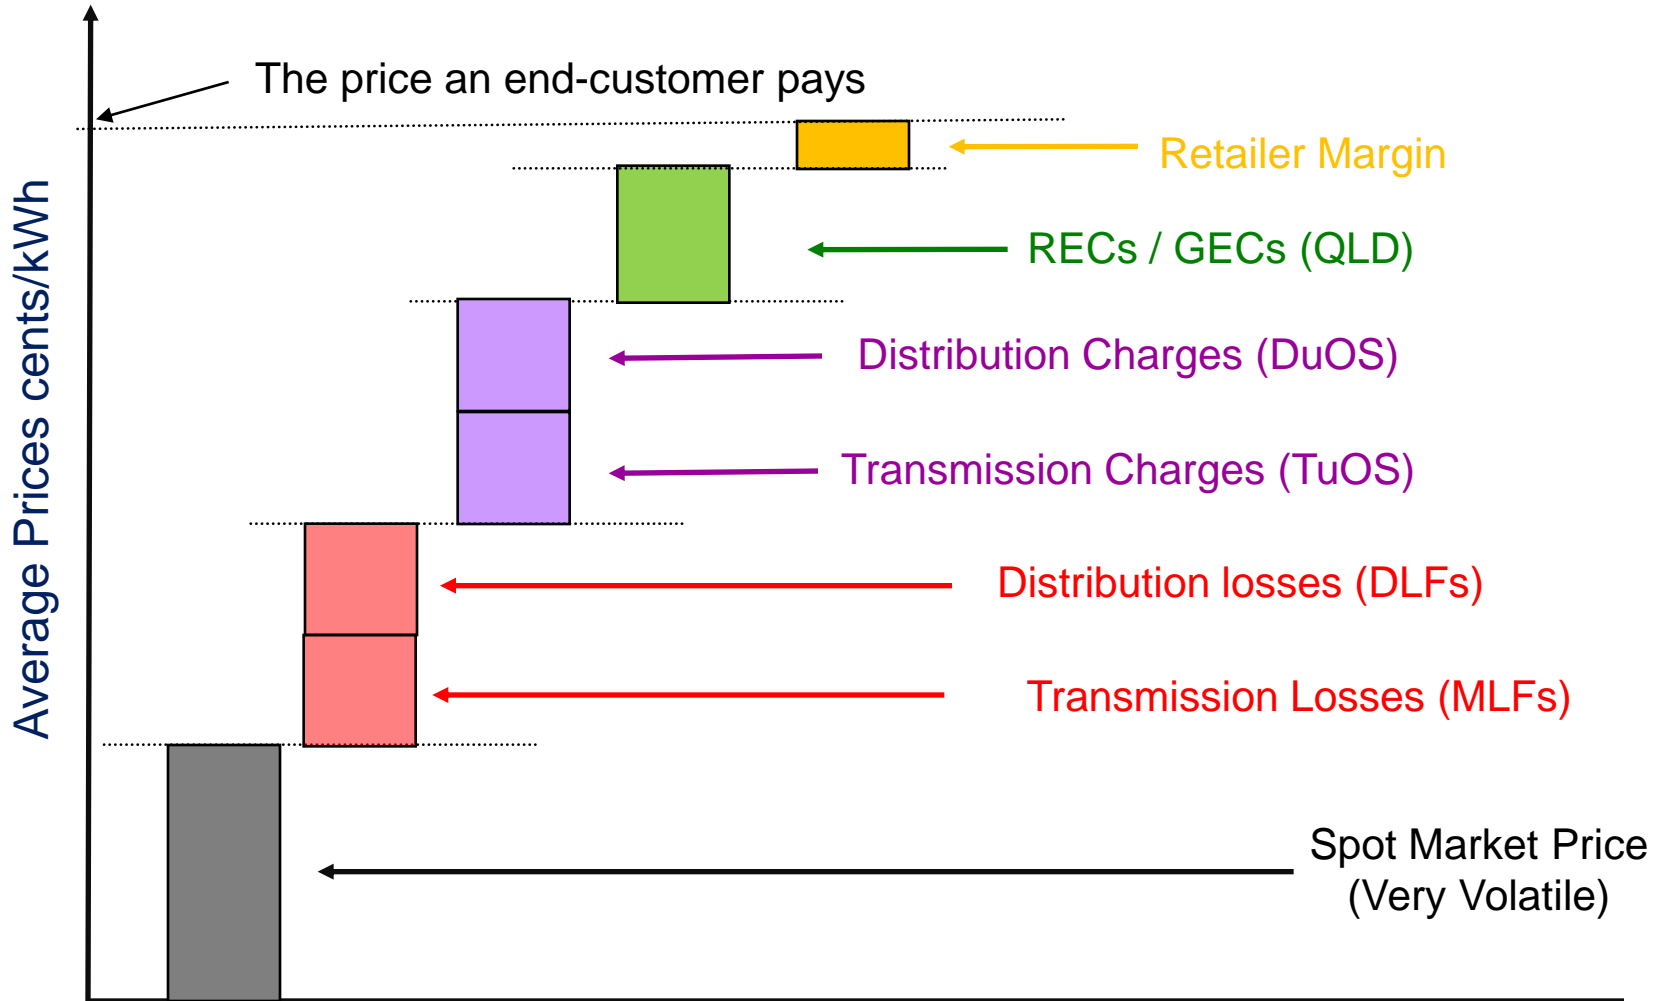 The price an end-customer pays
Retailer Margin
RECs / GECs (QLD)
Distribution Charges (DuOS)
Transmission Charges (TuOS)
Distribution losses (DLFs)
Transmission Losses (MLFs)
Spot Market Price
(Very Volatile)
Average Prices cents/kWh